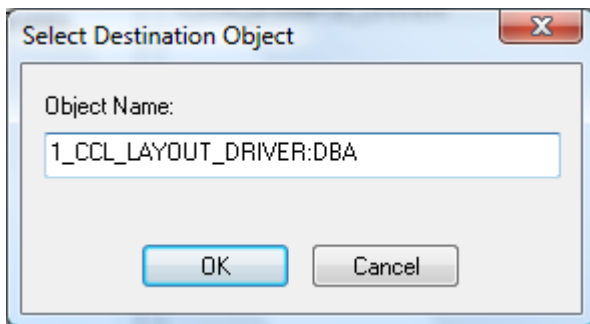 Select Destination Object
Object Name:
1_CCL_LAYOUT_DRIVER:DBA
OK Cancel